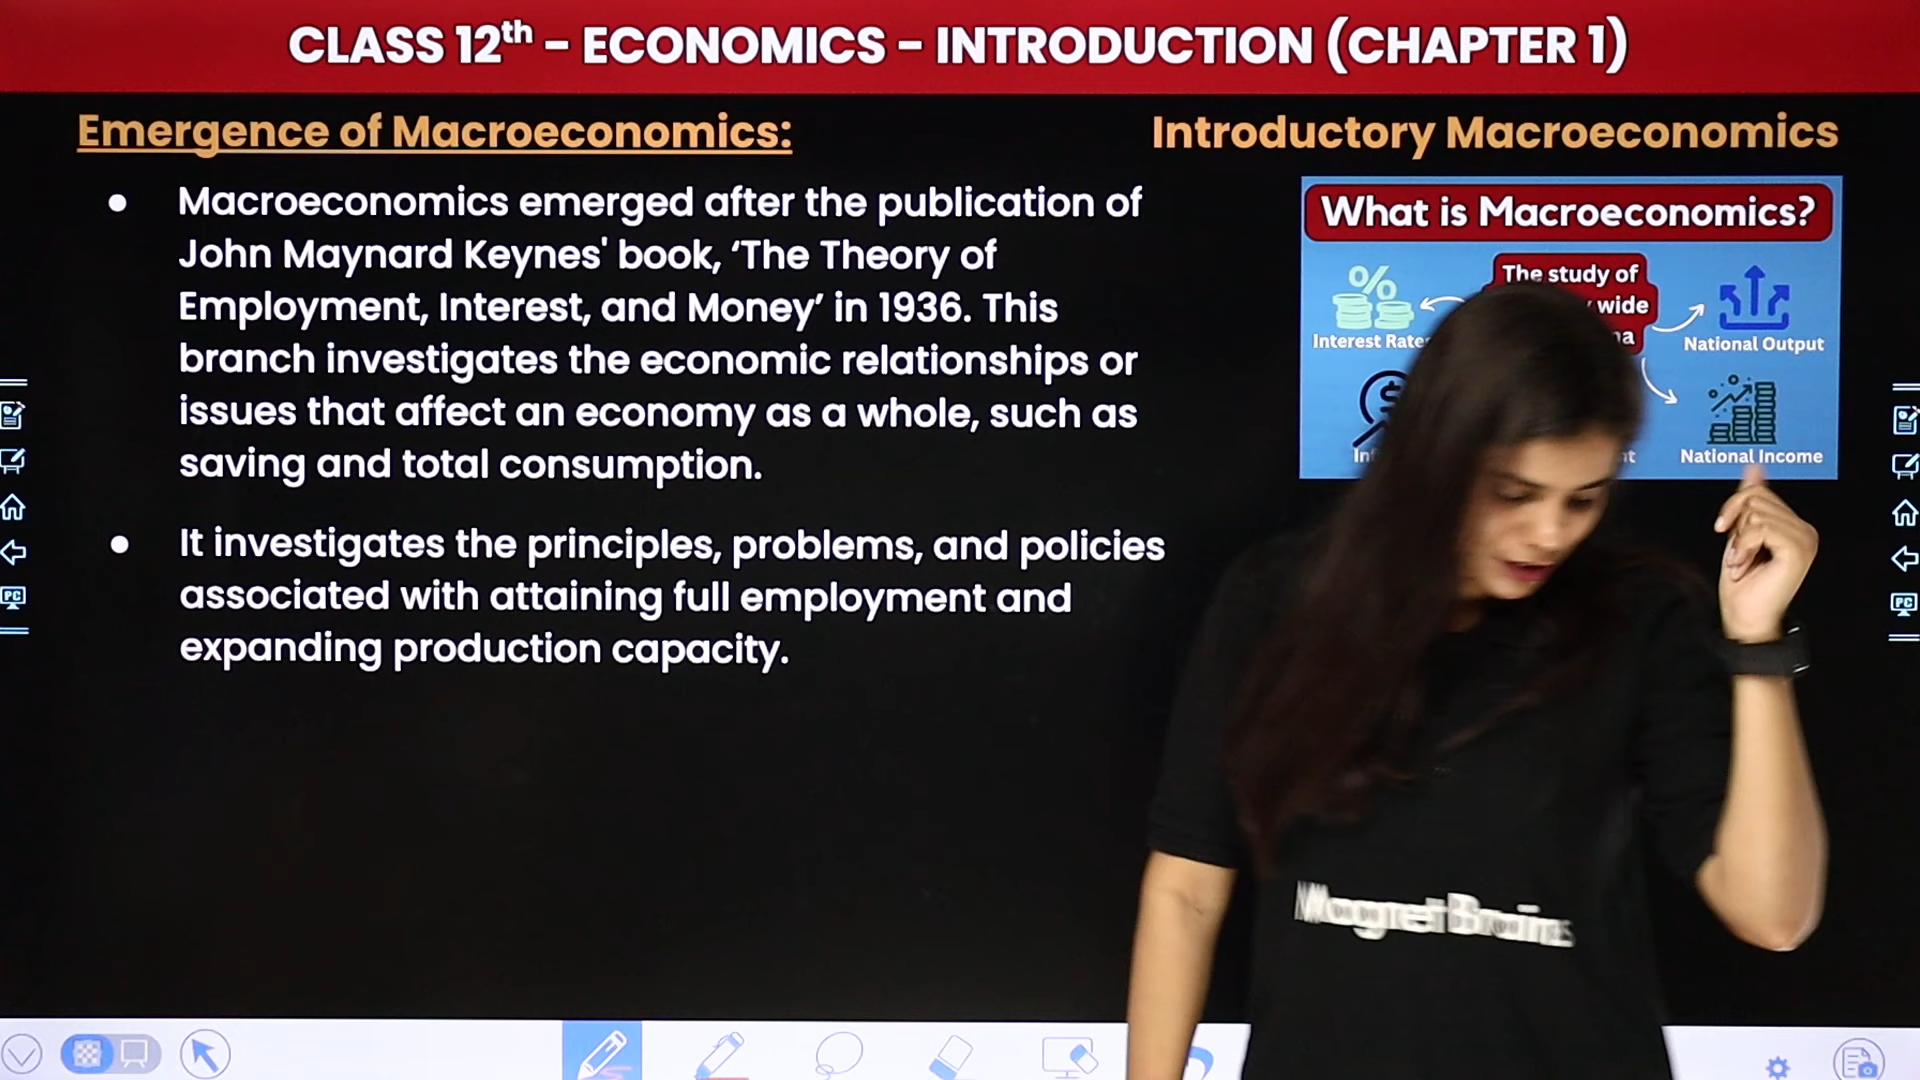 CLASS 12th - ECONOMICS - INTRODUCTION (CHAPTER 1)
Emergence of Macroeconomics:
Introductory Macroeconomics
● Macroeconomics emerged after the publication of
John Maynard Keynes' book, ‘The Theory of
Employment, Interest, and Money’ in 1936. This
branch investigates the economic relationships or
issues that affect an economy as a whole, such as
saving and total consumption.
● It investigates the principles, problems, and policies
associated with attaining full employment and
expanding production capacity.
What is Macroeconomics?
The study of
wide
Interest
National Output
National Income
Magnet Brains
PC
PC